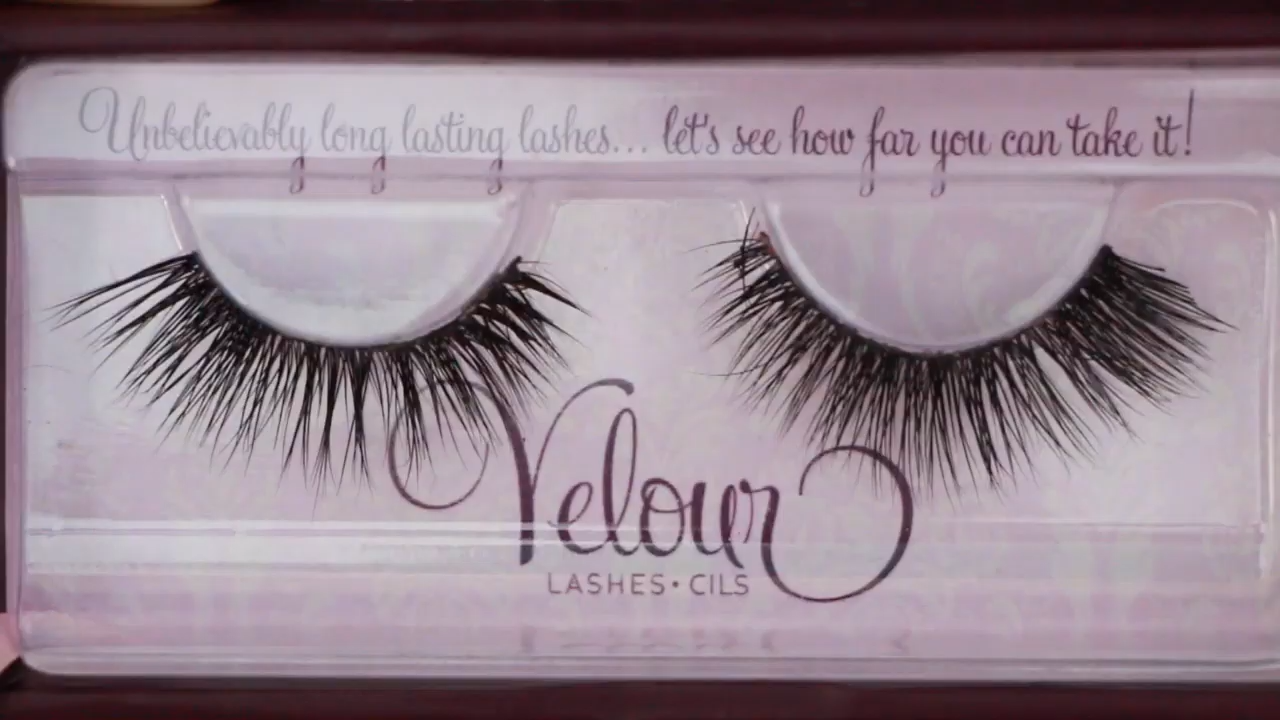 Unbelievably long lasting lashes... let's see how far you can take it!
Velour
LASHES • CILS